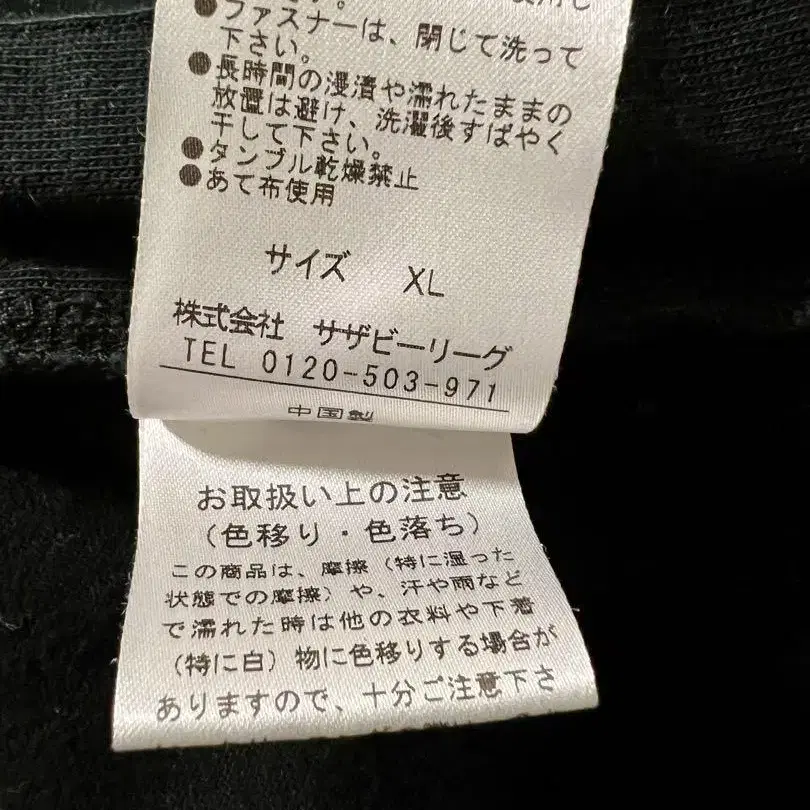 ●ファスナーは、閉じて洗って
下さい。
●長時間の浸漬や濡れたままの
放置は避け、洗濯後すばやく
干して下さい。
●タンブル乾燥禁止
●あて布使用
サイズ XL
株式会社 サザビーリーグ
TEL 0120-503-971
中国製
お取扱い上の注意
(色移り・色落ち)
この商品は、摩擦(特に湿った
状態での摩擦)や、汗や雨など
で濡れた時は他の衣料や下着
(特に白)物に色移りする場合が
ありますので、十分ご注意下さ